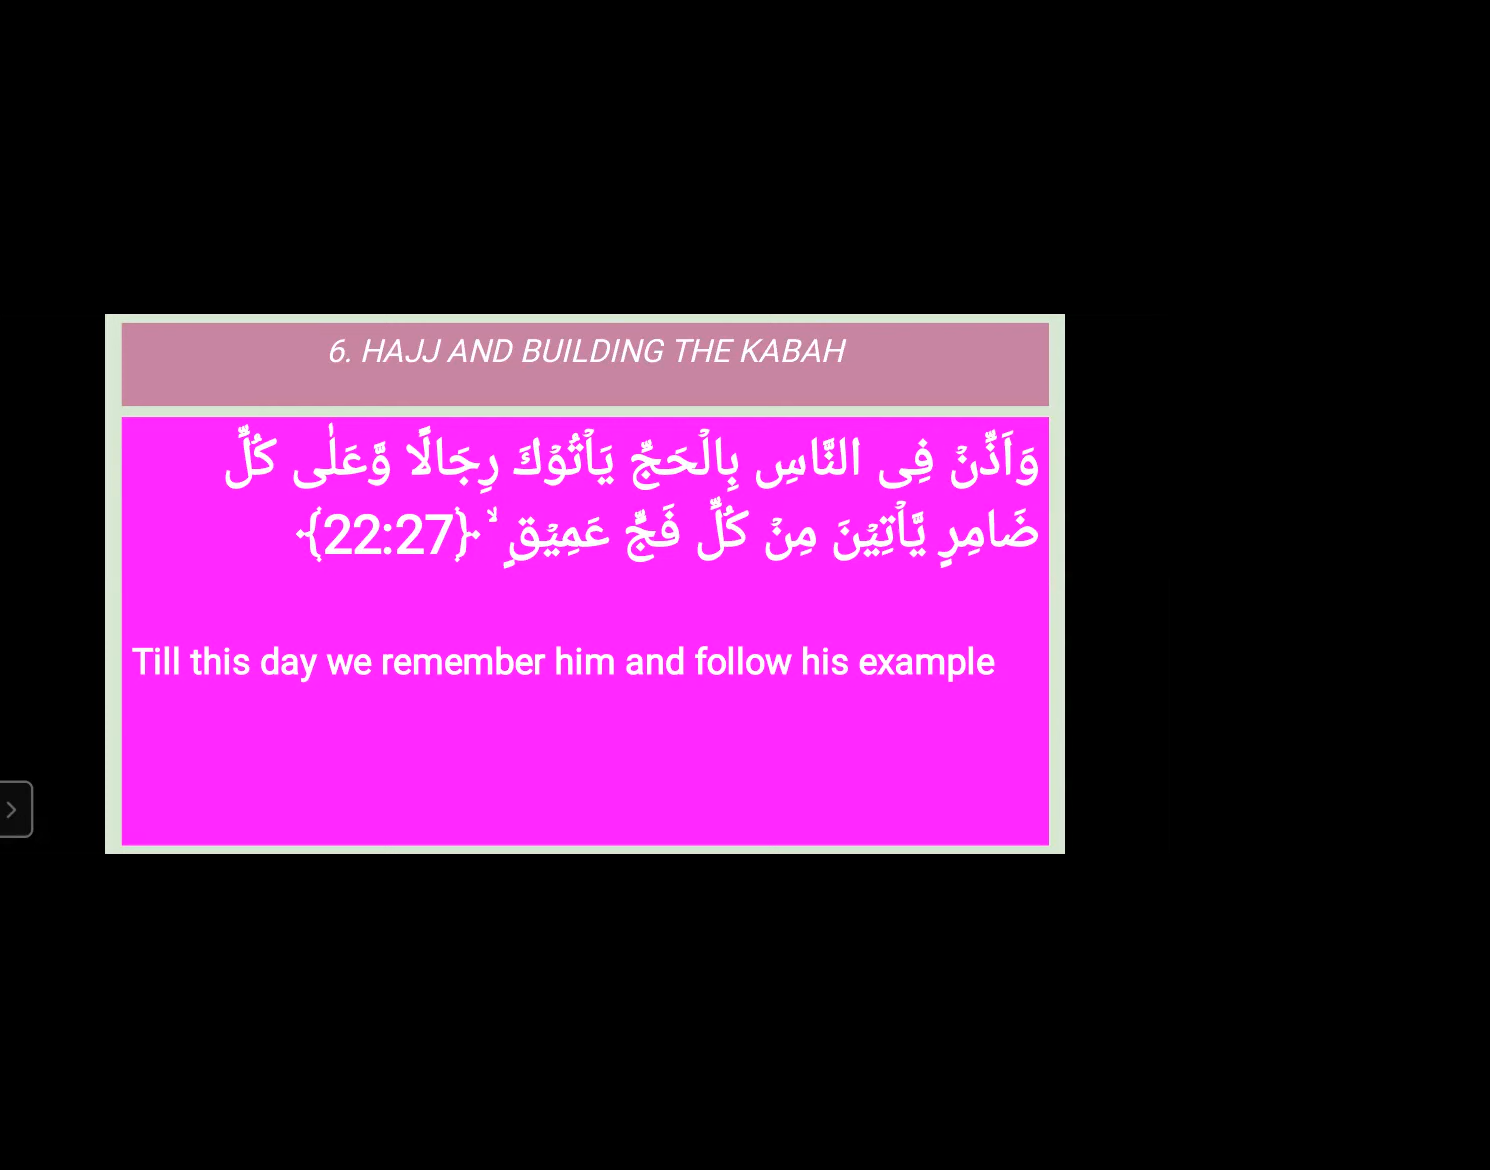 6. HAJJ AND BUILDING THE KABAH
وَاَذِّنۡ فِى النَّاسِ بِالۡحَجِّ يَاۡتُوۡكَ رِجَالًا وَّعَلٰى كُلِّ
ضَامِرٍ يَّاۡتِيۡنَ مِنۡ كُلِّ فَجٍّ عَمِيۡقٍ ۙ‏ ﴿22:27﴾
Till this day we remember him and follow his example